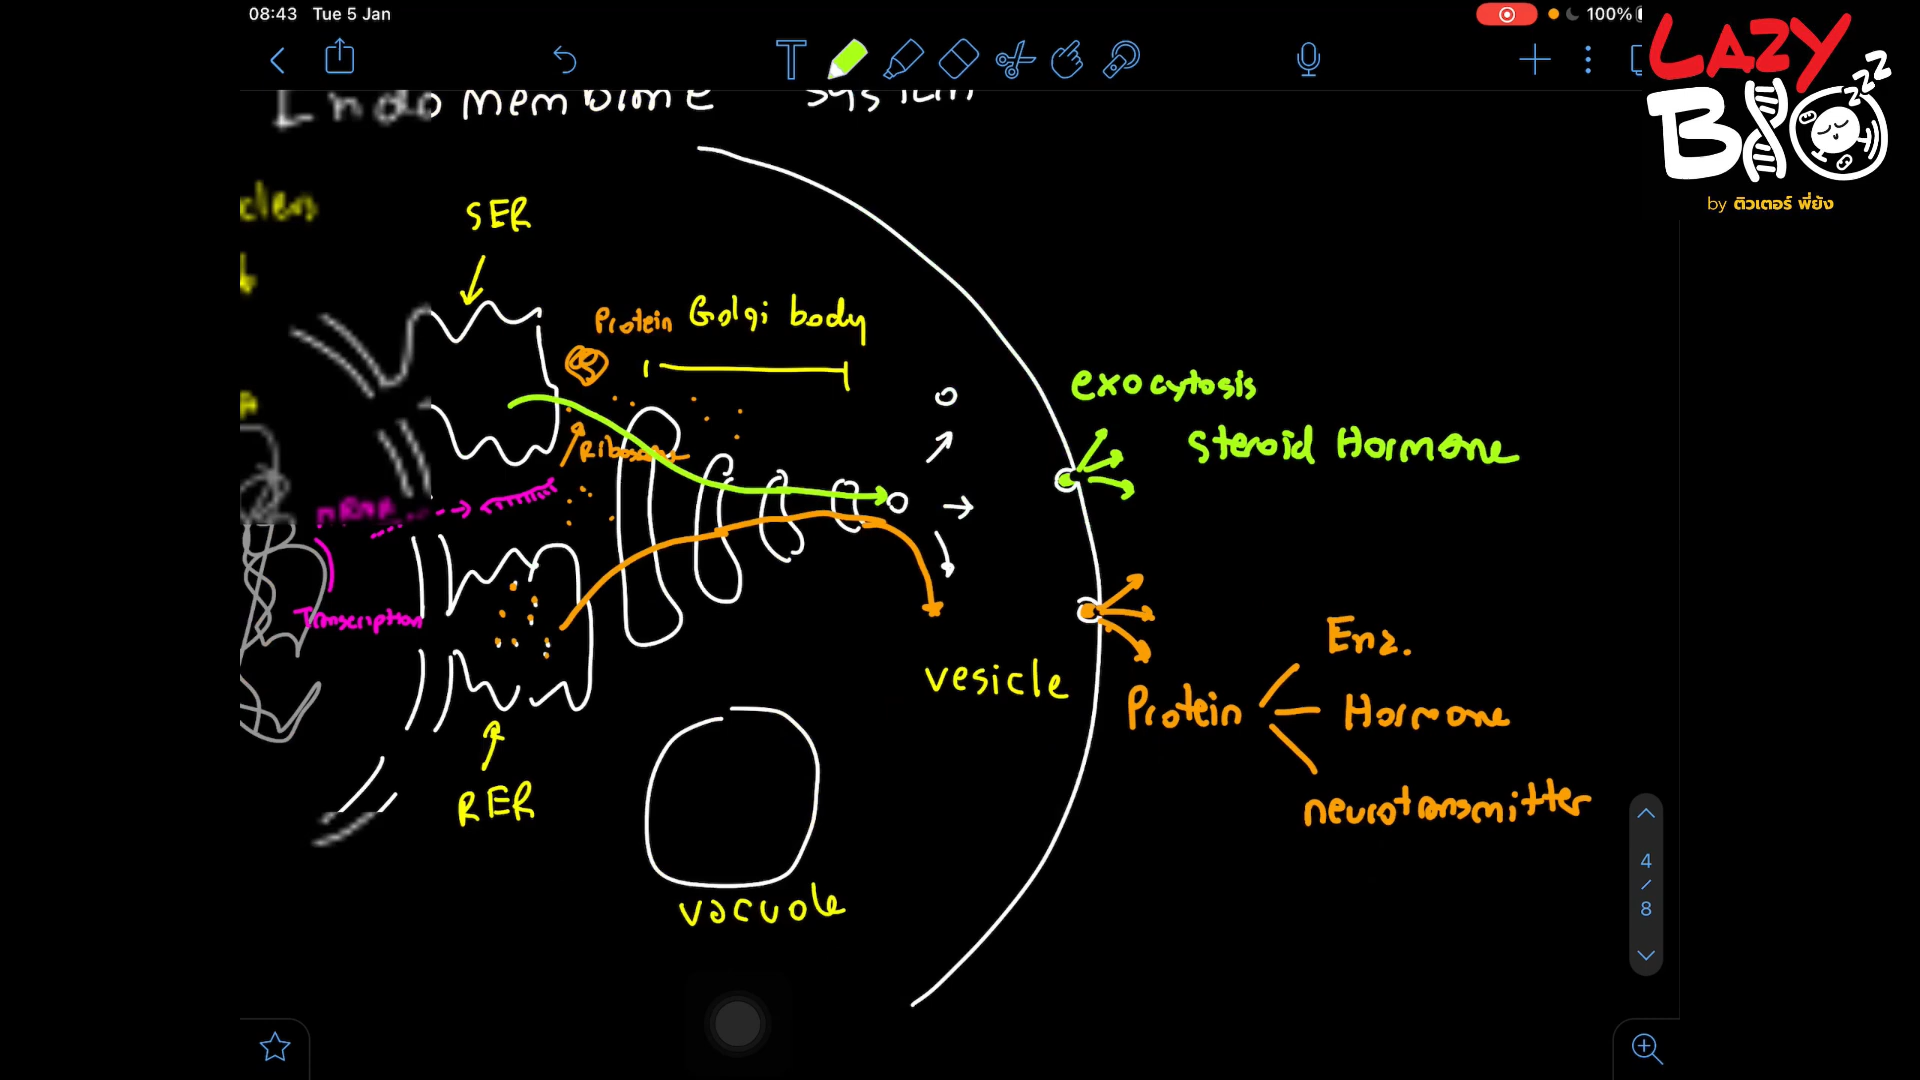 08:43 Tue 5 Jan
100%
LAZY
BIO zzz
by ติวเตอร์ พี่ยัง
Endo membrane system
SER
Protein
Golgi body
exocytosis
Steroid Hormone
Ribosome
mRNA
Transcription
vesicle
Enz.
Protein
Hormone
neurotransmitter
RER
vacuole
4
/
8